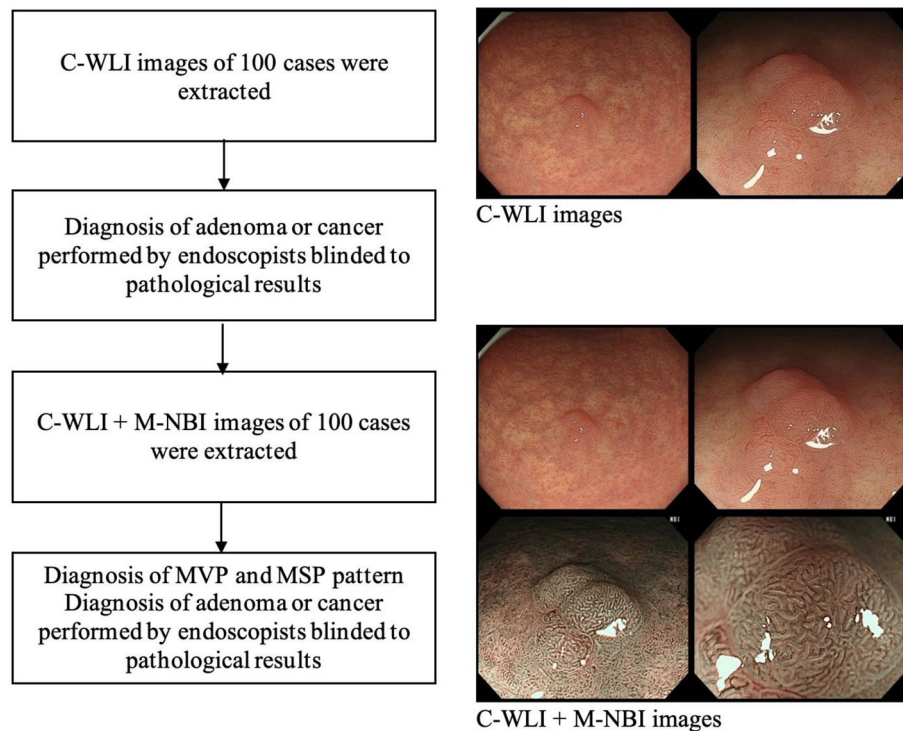 C-WLI images of 100 cases were
extracted
Diagnosis of adenoma or cancer
performed by endoscopists blinded to
pathological results
C-WLI + M-NBI images of 100 cases
were extracted
Diagnosis of MVP and MSP pattern
Diagnosis of adenoma or cancer
performed by endoscopists blinded to
pathological results
C-WLI images
NBI
NBI
C-WLI + M-NBI images